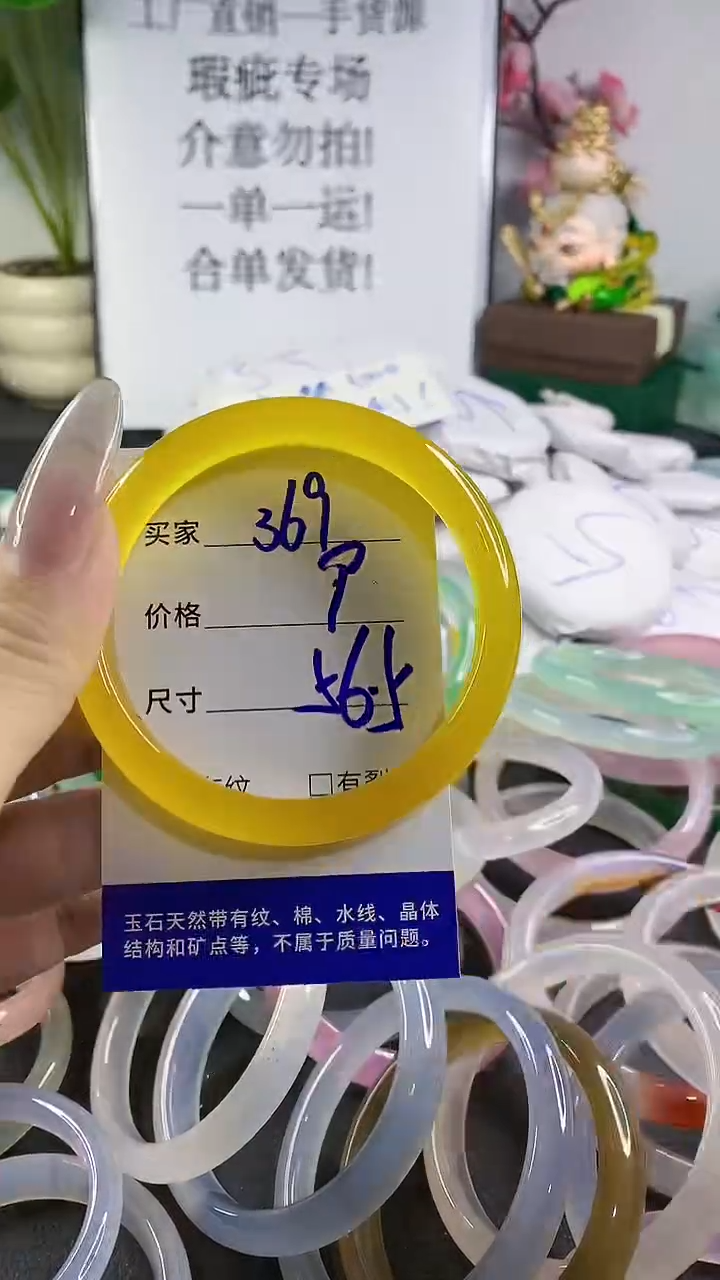 工厂直销一手货源
瑕疵专场
介意勿拍!
一单一运!
合单发货!
买家 369
价格
尺寸 56.5
纹 □有裂
玉石天然带有纹、棉、水线、晶体
结构和矿点等，不属于质量问题。